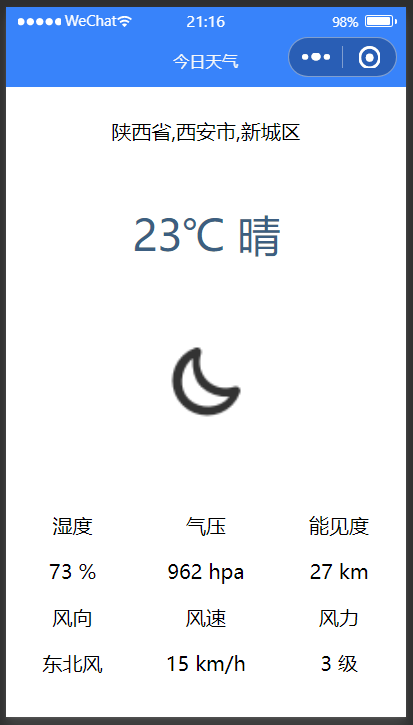 WeChat 21:16 98%
今日天气
陕西省,西安市,新城区
23℃ 晴
湿度 气压 能见度
73 % 962 hpa 27 km
风向 风速 风力
东北风 15 km/h 3 级